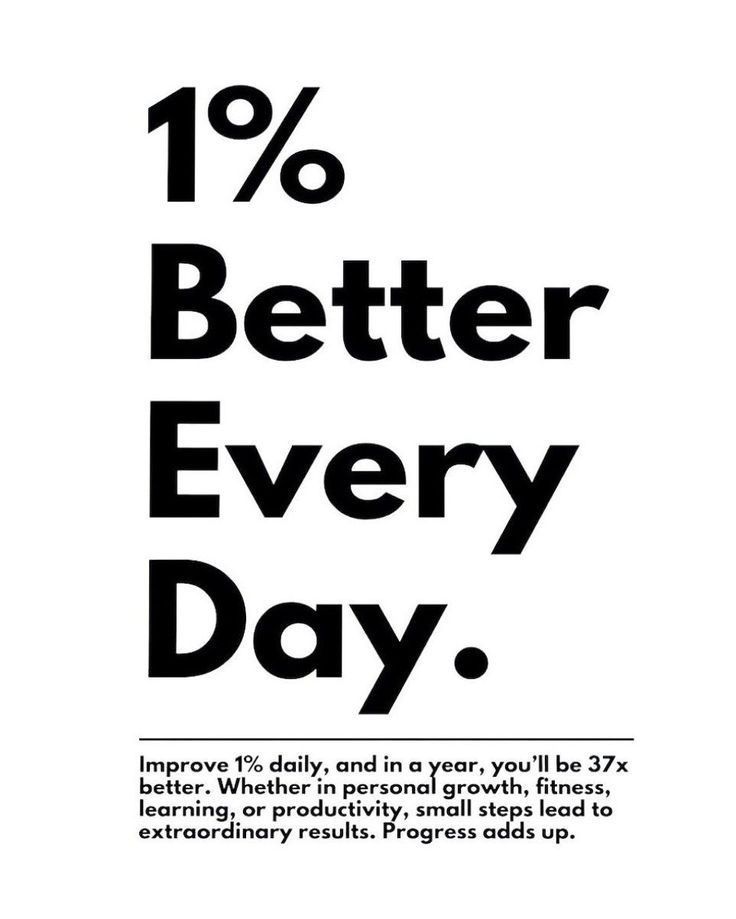 1%
Better
Every
Day.
Improve 1% daily, and in a year, you'll be 37x
better. Whether in personal growth, fitness,
learning, or productivity, small steps lead to
extraordinary results. Progress adds up.